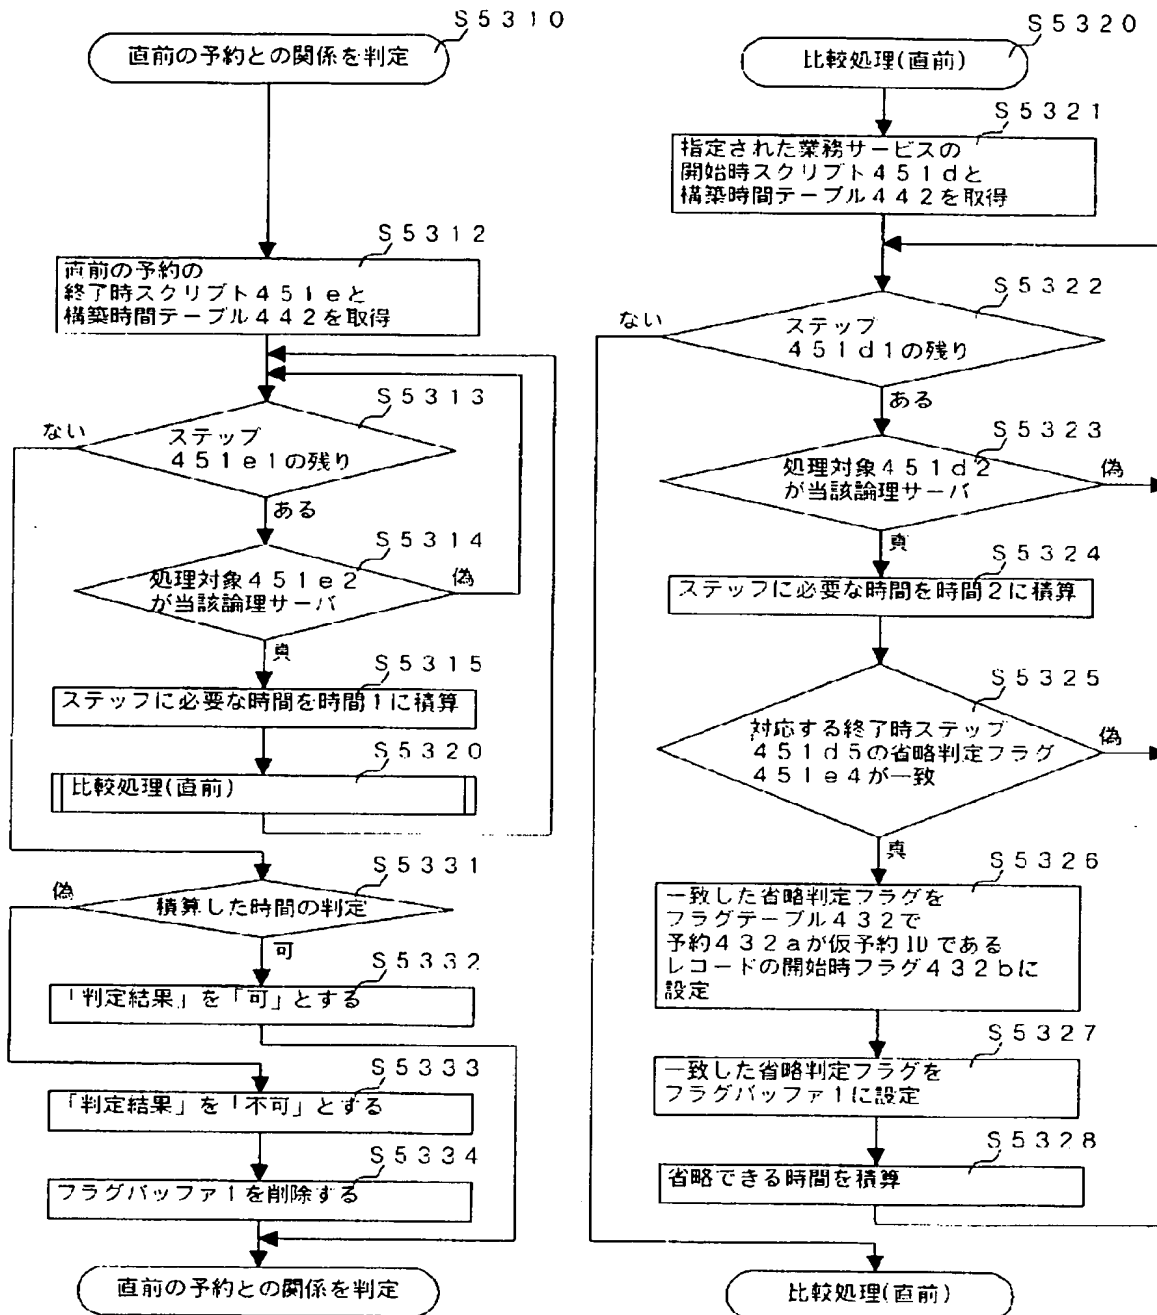 S5310
直前の予約との関係を判定
S5312
直前の予約の
終了時スクリプト451eと
構築時間テーブル442を取得
S5313
ない
ステップ
451e1の残り
ある
S5314
処理対象451e2
が当該論理サーバ
偽
真
S5315
ステップに必要な時間を時間1に積算
S5320
比較処理(直前)
S5331
偽
積算した時間の判定
可
S5332
「判定結果」を「可」とする
S5333
「判定結果」を「不可」とする
S5334
フラグバッファ1を削除する
直前の予約との関係を判定
S5320
比較処理(直前)
S5321
指定された業務サービスの
開始時スクリプト451dと
構築時間テーブル442を取得
S5322
ない
ステップ
451d1の残り
ある
S5323
処理対象451d2
が当該論理サーバ
偽
真
S5324
ステップに必要な時間を時間2に積算
S5325
対応する終了時ステップ
451d5の省略判定フラグ
451e4が一致
偽
真
S5326
一致した省略判定フラグを
フラグテーブル432で
予約432aが仮予約IDである
レコードの開始時フラグ432bに
設定
S5327
一致した省略判定フラグを
フラグバッファ1に設定
S5328
省略できる時間を積算
比較処理(直前)